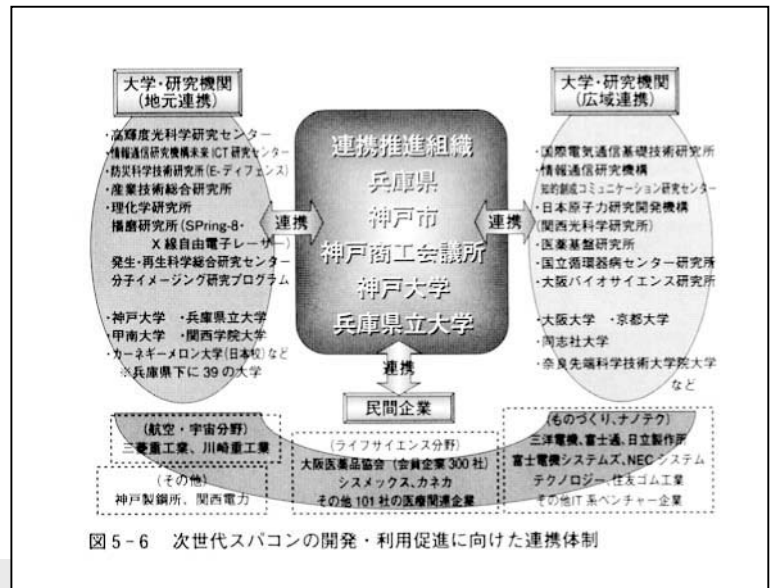 大学・研究機関
(地元連携)
・高輝度光科学研究センター
・情報通信研究機構未来ICT研究センター
・防災科学技術研究所(E-ディフェンス)
・産業技術総合研究所
・理化学研究所
播磨研究所(SPring-8・
X線自由電子レーザー)
発生・再生科学総合研究センター
分子イメージング研究プログラム
・神戸大学 ・兵庫県立大学
・甲南大学 ・関西学院大学
・カーネギーメロン大学(日本校)など
※兵庫県下に39の大学
連携
連携推進組織
兵庫県
神戸市
神戸商工会議所
神戸大学
兵庫県立大学
連携
大学・研究機関
(広域連携)
・国際電気通信基礎技術研究所
・情報通信研究機構
知的創成コミュニケーション研究センター
・日本原子力研究開発機構
(関西光科学研究所)
・医薬基盤研究所
・国立循環器病センター研究所
・大阪バイオサイエンス研究所
・大阪大学 ・京都大学
・同志社大学
・奈良先端科学技術大学院大学
など
連携
民間企業
(航空・宇宙分野)
三菱重工業、川崎重工業
(その他)
神戸製鋼所、関西電力
(ライフサイエンス分野)
大阪医薬品協会(会員企業300社)
シスメックス、カネカ
その他101社の医療関連企業
(ものづくり、ナノテク)
三洋電機、富士通、日立製作所
富士電機システムズ、NECシステム
テクノロジー、住友ゴム工業
その他IT系ベンチャー企業
図5-6 次世代スパコンの開発・利用促進に向けた連携体制